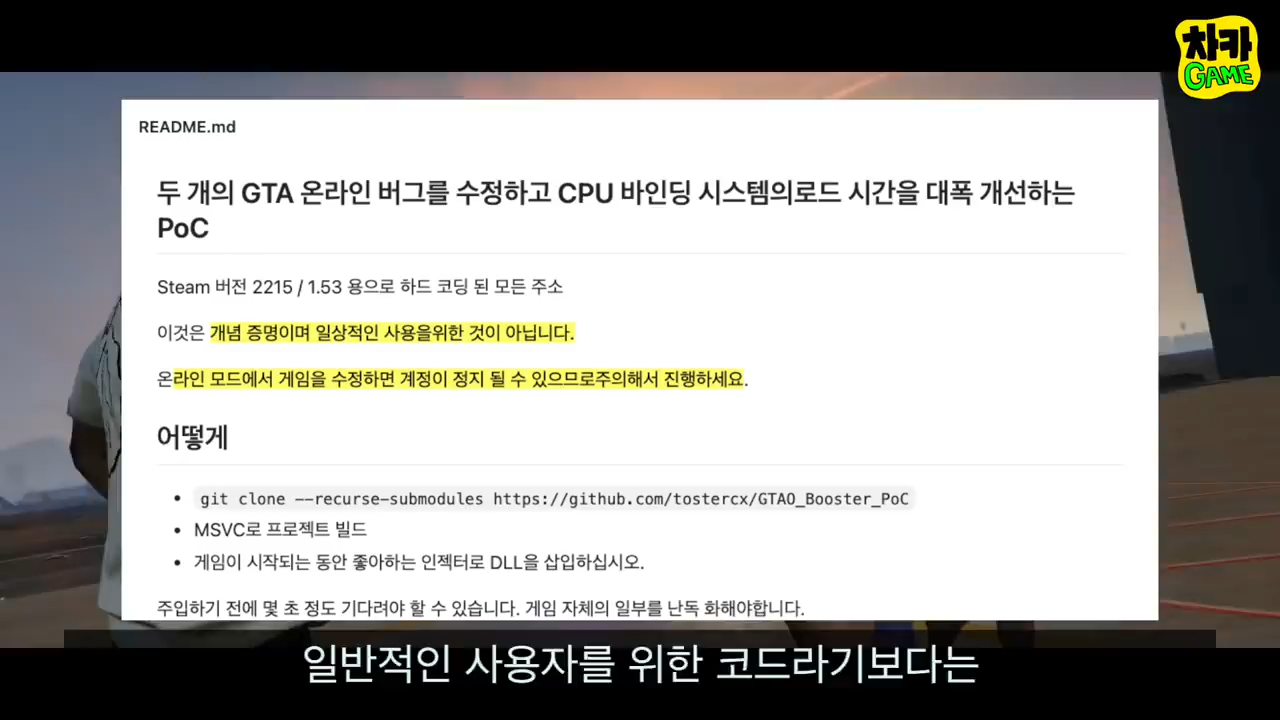 차카
GAME
README.md
두 개의 GTA 온라인 버그를 수정하고 CPU 바인딩 시스템의로드 시간을 대폭 개선하는
PoC
Steam 버전 2215 / 1.53 용으로 하드 코딩 된 모든 주소
이것은 개념 증명이며 일상적인 사용을위한 것이 아닙니다.
온라인 모드에서 게임을 수정하면 계정이 정지 될 수 있으므로주의해서 진행하세요.
어떻게
• git clone --recurse-submodules https://github.com/tostercx/GTAO_Booster_PoC
• MSVC로 프로젝트 빌드
• 게임이 시작되는 동안 좋아하는 인젝터로 DLL을 삽입하십시오.
주입하기 전에 몇 초 정도 기다려야 할 수 있습니다. 게임 자체의 일부를 난독 화해야합니다.
일반적인 사용자를 위한 코드라기보다는